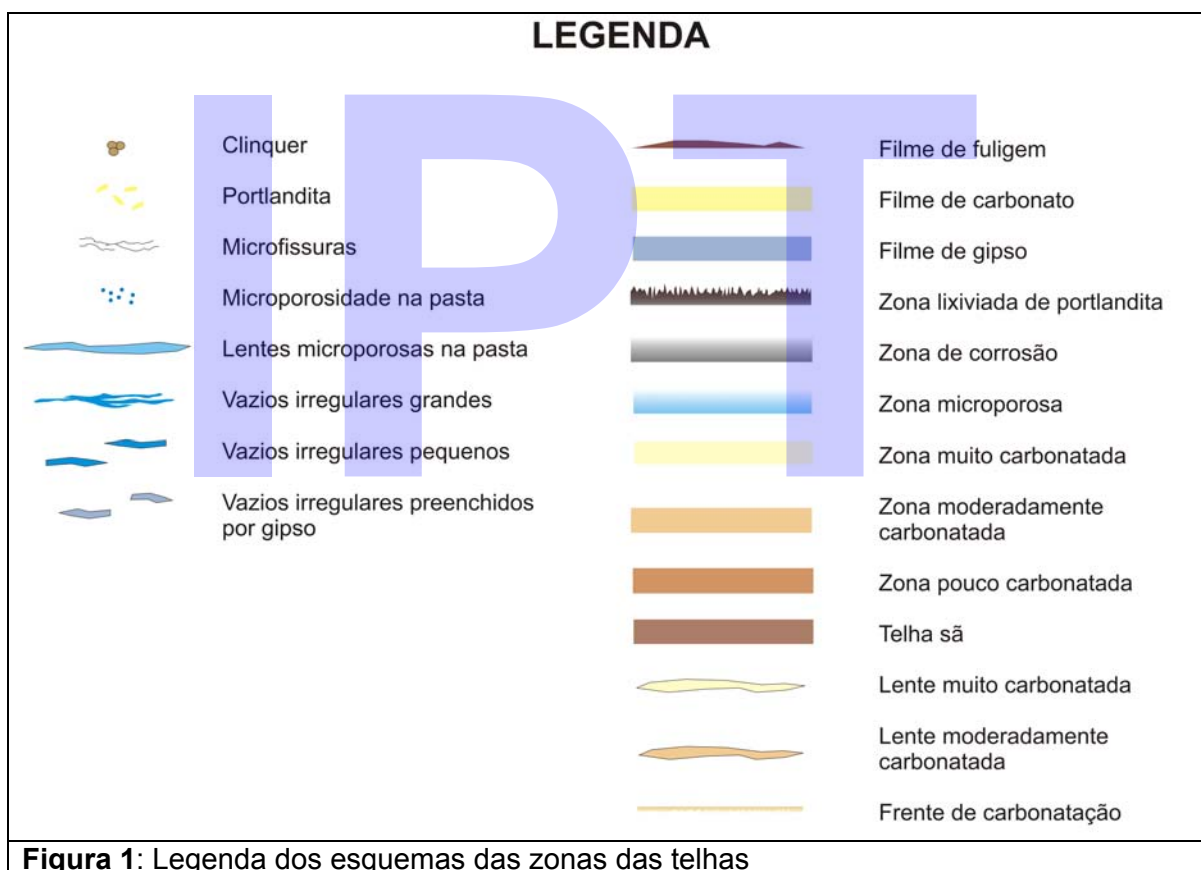 LEGENDA
IPT
Clinquer
Portlandita
Microfissuras
Microporosidade na pasta
Lentes microporosas na pasta
Vazios irregulares grandes
Vazios irregulares pequenos
Vazios irregulares preenchidos
por gipso
Filme de fuligem
Filme de carbonato
Filme de gipso
Zona lixiviada de portlandita
Zona de corrosão
Zona microporosa
Zona muito carbonatada
Zona moderadamente
carbonatada
Zona pouco carbonatada
Telha sã
Lente muito carbonatada
Lente moderadamente
carbonatada
Frente de carbonatação
Figura 1: Legenda dos esquemas das zonas das telhas